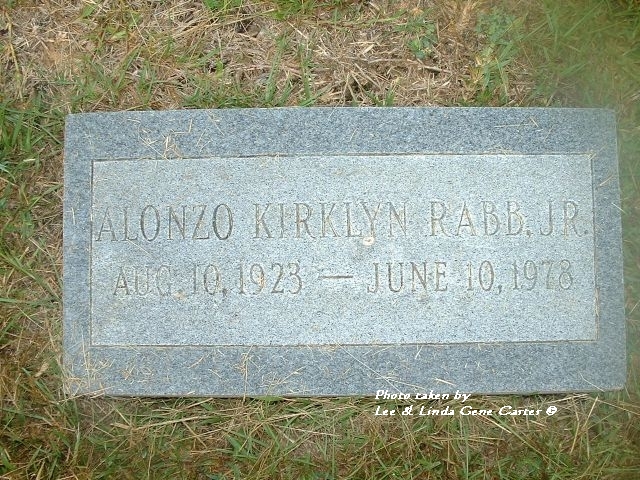 ALONZO KIRKLYN RABB, JR.
AUG. 10, 1923 — JUNE 10, 1978
Photo taken by
Lee & Linda Gene Carter ©